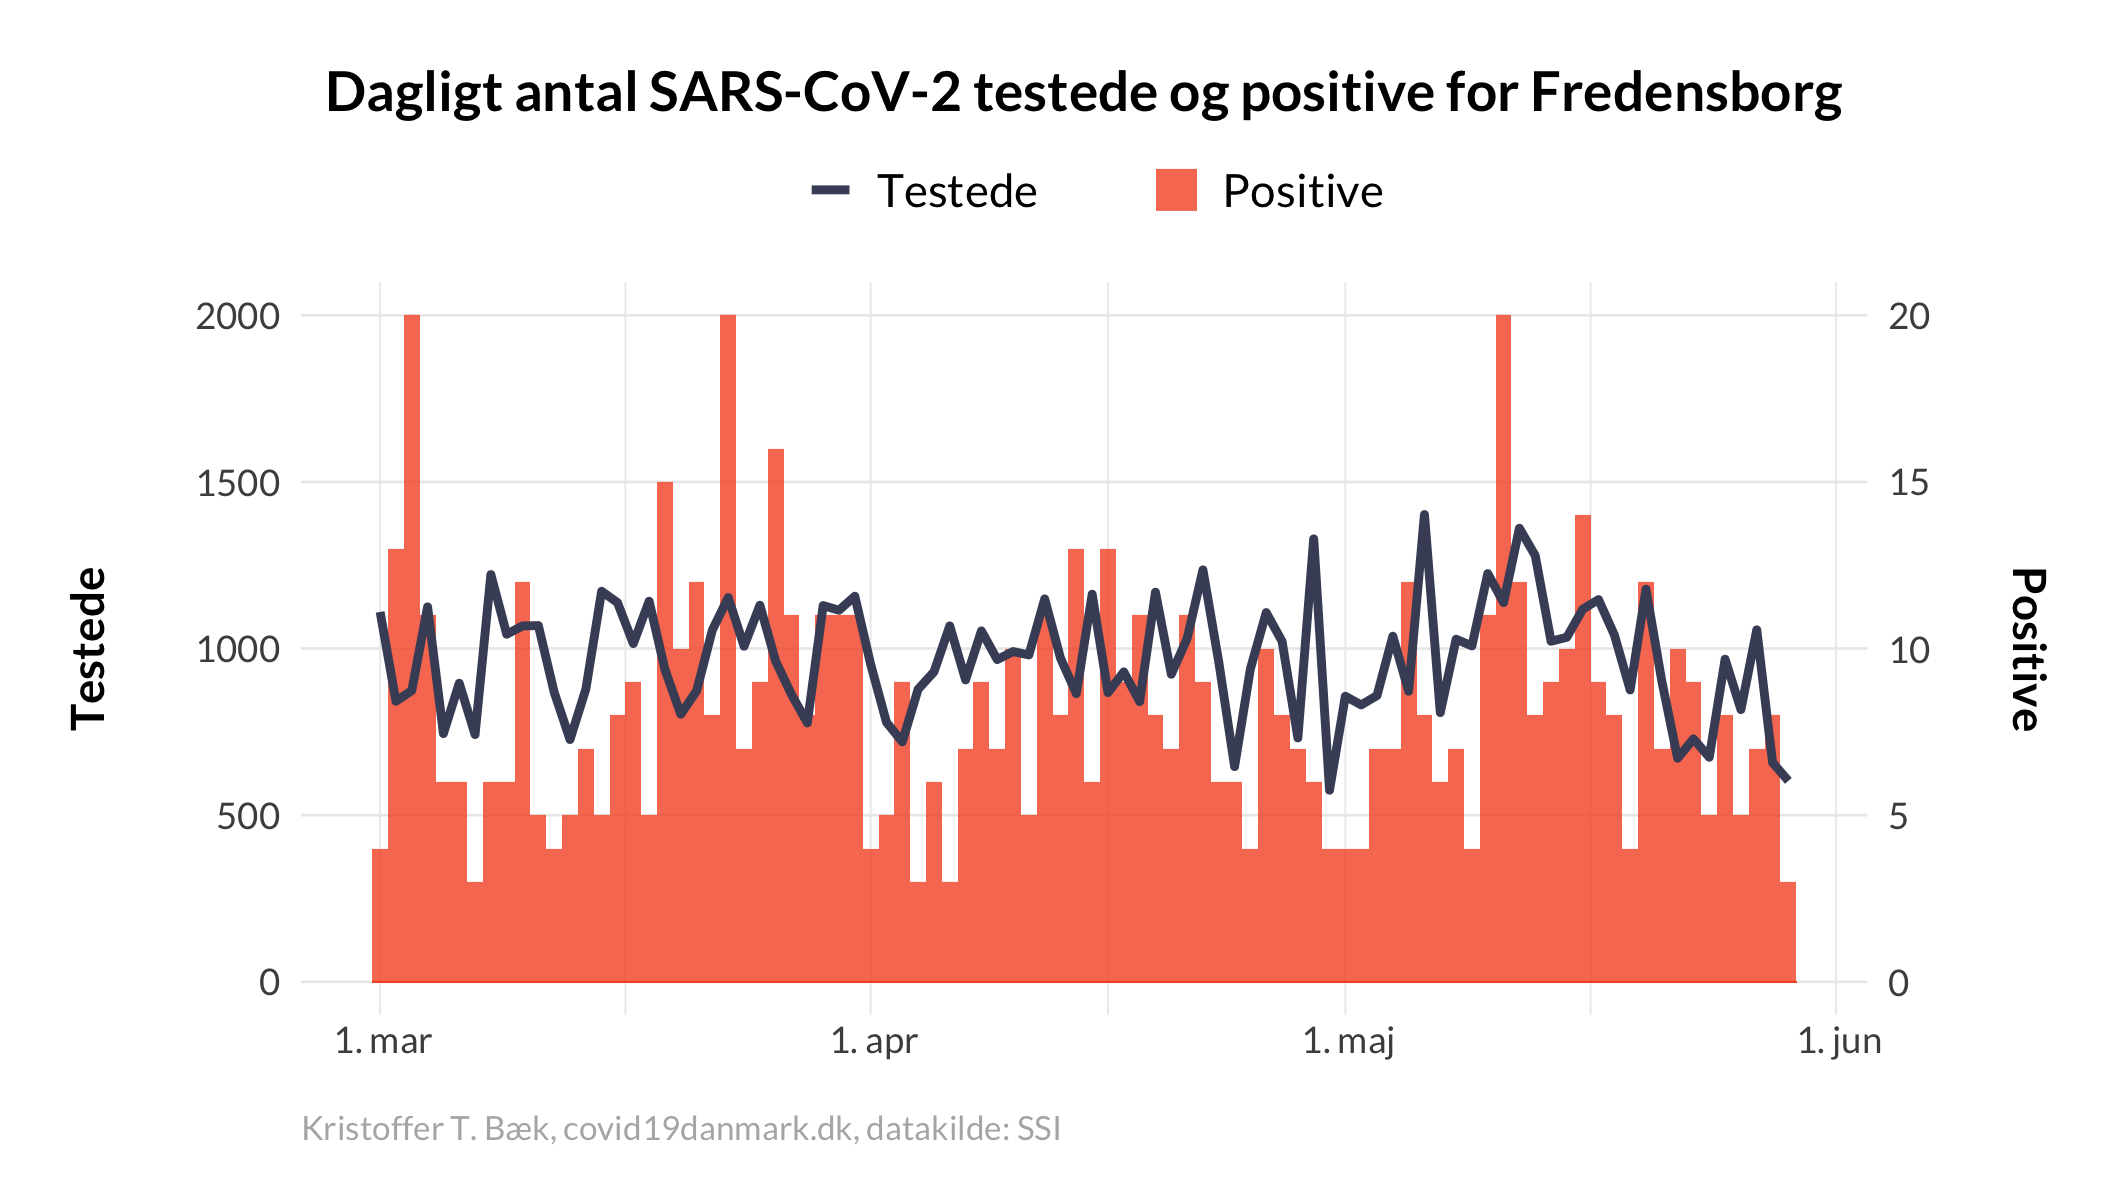 Dagligt antal SARS-CoV-2 testede og positive for Fredensborg
Testede Positive
2000 20
1500 15
1000 10
500 5
0 0
Testede
Positive
1. mar 1. apr 1. maj 1. jun
Kristoffer T. Bæk, covid19danmark.dk, datakilde: SSI